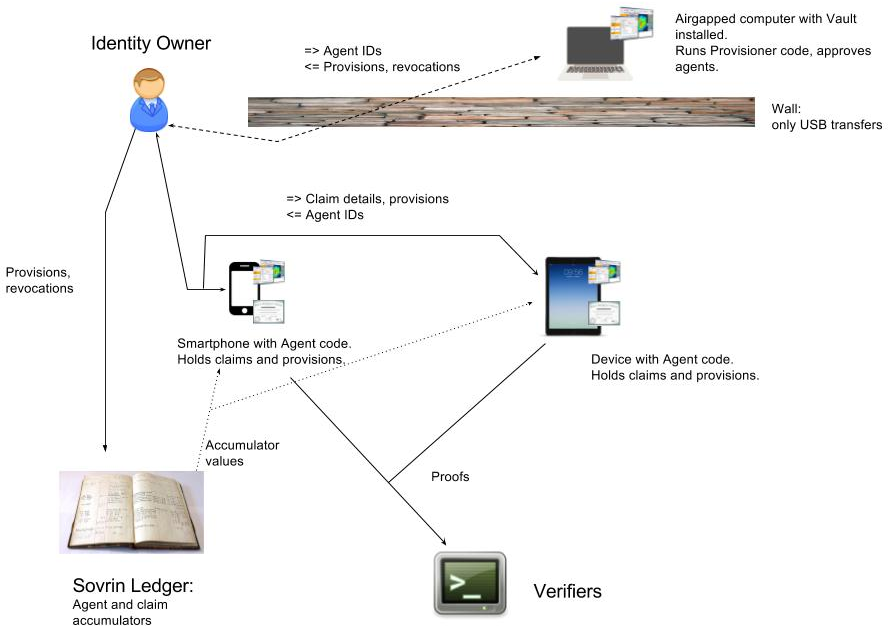 Identity Owner
=> Agent IDs
<= Provisions, revocations
Airgapped computer with Vault
installed.
Runs Provisioner code, approves
agents.
Wall:
only USB transfers
=> Claim details, provisions
<= Agent IDs
Provisions,
revocations
09:56
Smartphone with Agent code.
Holds claims and provisions.
Device with Agent code.
Holds claims and provisions.
Accumulator
values
Proofs
>_
Sovrin Ledger:
Agent and claim
accumulators
Verifiers